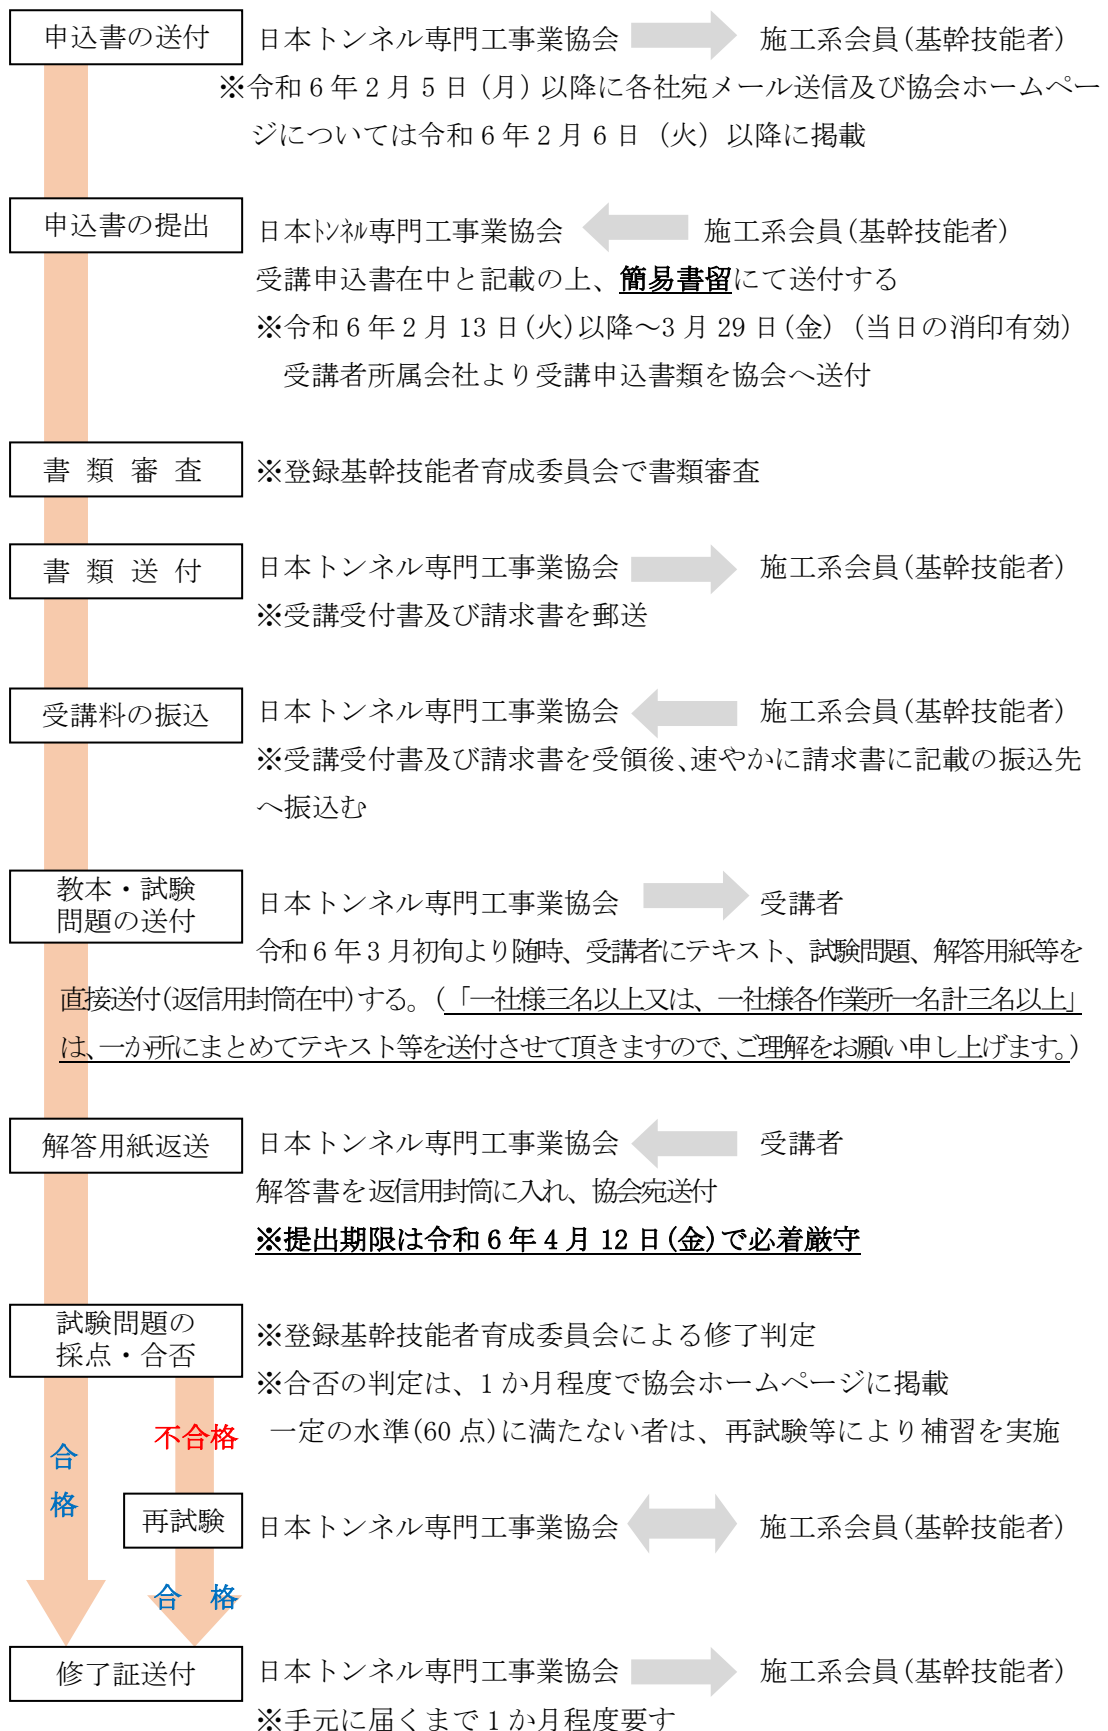 申込書の送付 日本トンネル専門工事業協会 施工系会員(基幹技能者)
※令和6年2月5日(月)以降に各社宛メール送信及び協会ホームペー
ジについては令和6年2月6日(火)以降に掲載
申込書の提出 日本ﾄﾝﾈﾙ専門工事業協会 施工系会員(基幹技能者)
受講申込書在中と記載の上、簡易書留にて送付する
※令和6年2月13日(火)以降～3月29日(金)(当日の消印有効)
受講者所属会社より受講申込書類を協会へ送付
書類審査 ※登録基幹技能者育成委員会で書類審査
書類送付 日本トンネル専門工事業協会 施工系会員(基幹技能者)
※受講受付書及び請求書を郵送
受講料の振込 日本トンネル専門工事業協会 施工系会員(基幹技能者)
※受講受付書及び請求書を受領後、速やかに請求書に記載の振込先
へ振込む
教本・試験
問題の送付 日本トンネル専門工事業協会 受講者
令和6年3月初旬より随時、受講者にテキスト、試験問題、解答用紙等を
直接送付(返信用封筒在中)する。(「一社様三名以上又は、一社様各作業所一名計三名以上」
は、一か所にまとめてテキスト等を送付させて頂きますので、ご理解をお願い申し上げます。)
解答用紙返送 日本トンネル専門工事業協会 受講者
解答書を返信用封筒に入れ、協会宛送付
※提出期限は令和6年4月12日(金)で必着厳守
試験問題の
採点・合否 ※登録基幹技能者育成委員会による修了判定
※合否の判定は、1か月程度で協会ホームページに掲載
一定の水準(60点)に満たない者は、再試験等により補習を実施
不合格
合格
再試験 日本トンネル専門工事業協会 施工系会員(基幹技能者)
合格
修了証送付 日本トンネル専門工事業協会 施工系会員(基幹技能者)
※手元に届くまで1か月程度要す